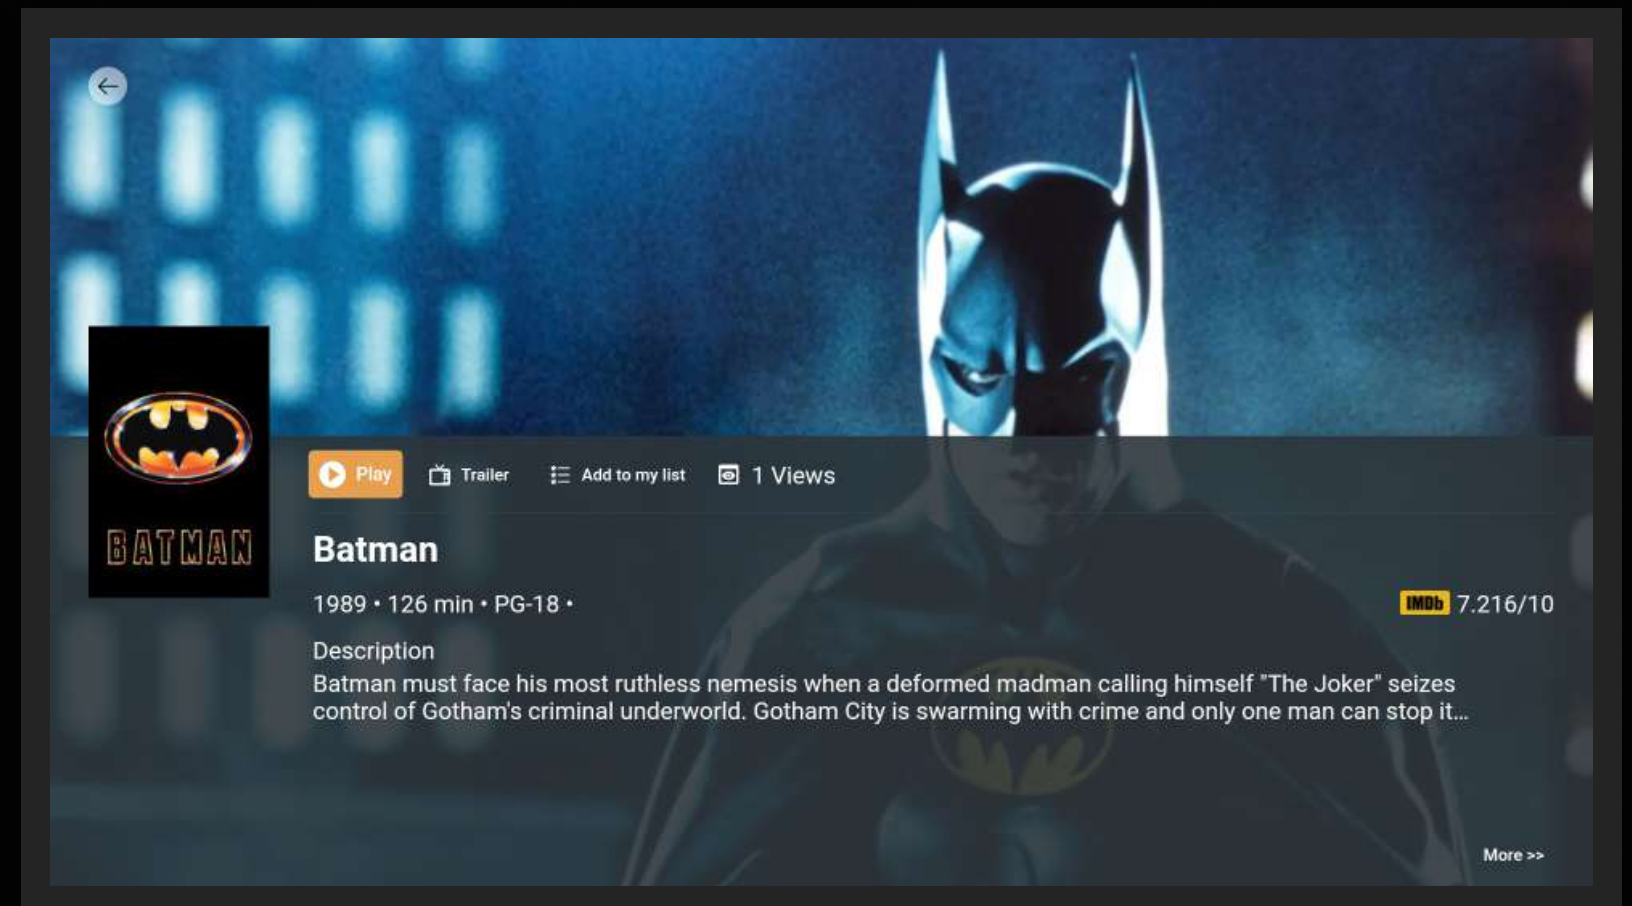 BATMAN
Play Trailer Add to my list 1 Views
Batman
1989 • 126 min • PG-18 •
IMDb 7.216/10
Description
Batman must face his most ruthless nemesis when a deformed madman calling himself "The Joker" seizes
control of Gotham's criminal underworld. Gotham City is swarming with crime and only one man can stop it...
More >>